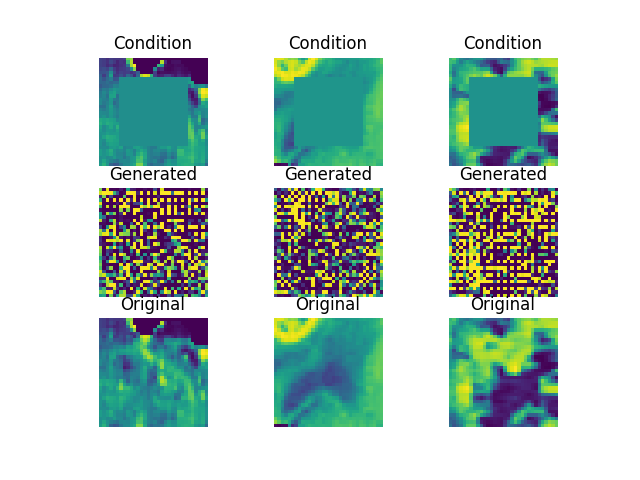 Condition Condition Condition
Generated Generated Generated
Original Original Original